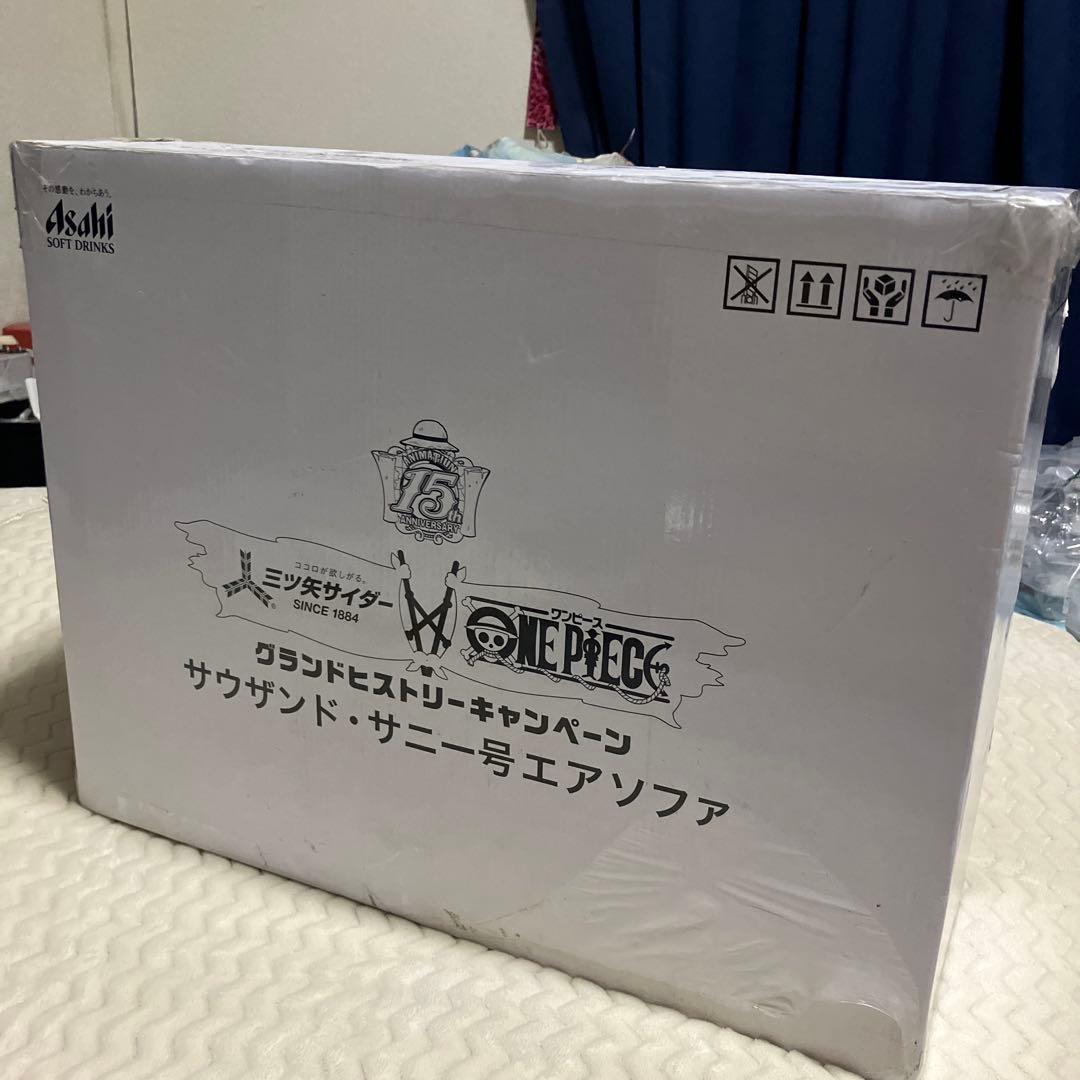 その感動を、わかちあう。
Asahi
SOFT DRINKS
ANIMATION
15th
ANNIVERSARY
ココロが欲しがる。
三ツ矢サイダー
SINCE 1884
ワンピース
ONE PIECE
グランドヒストリーキャンペーン
サウザンド・サニー号エアソファ